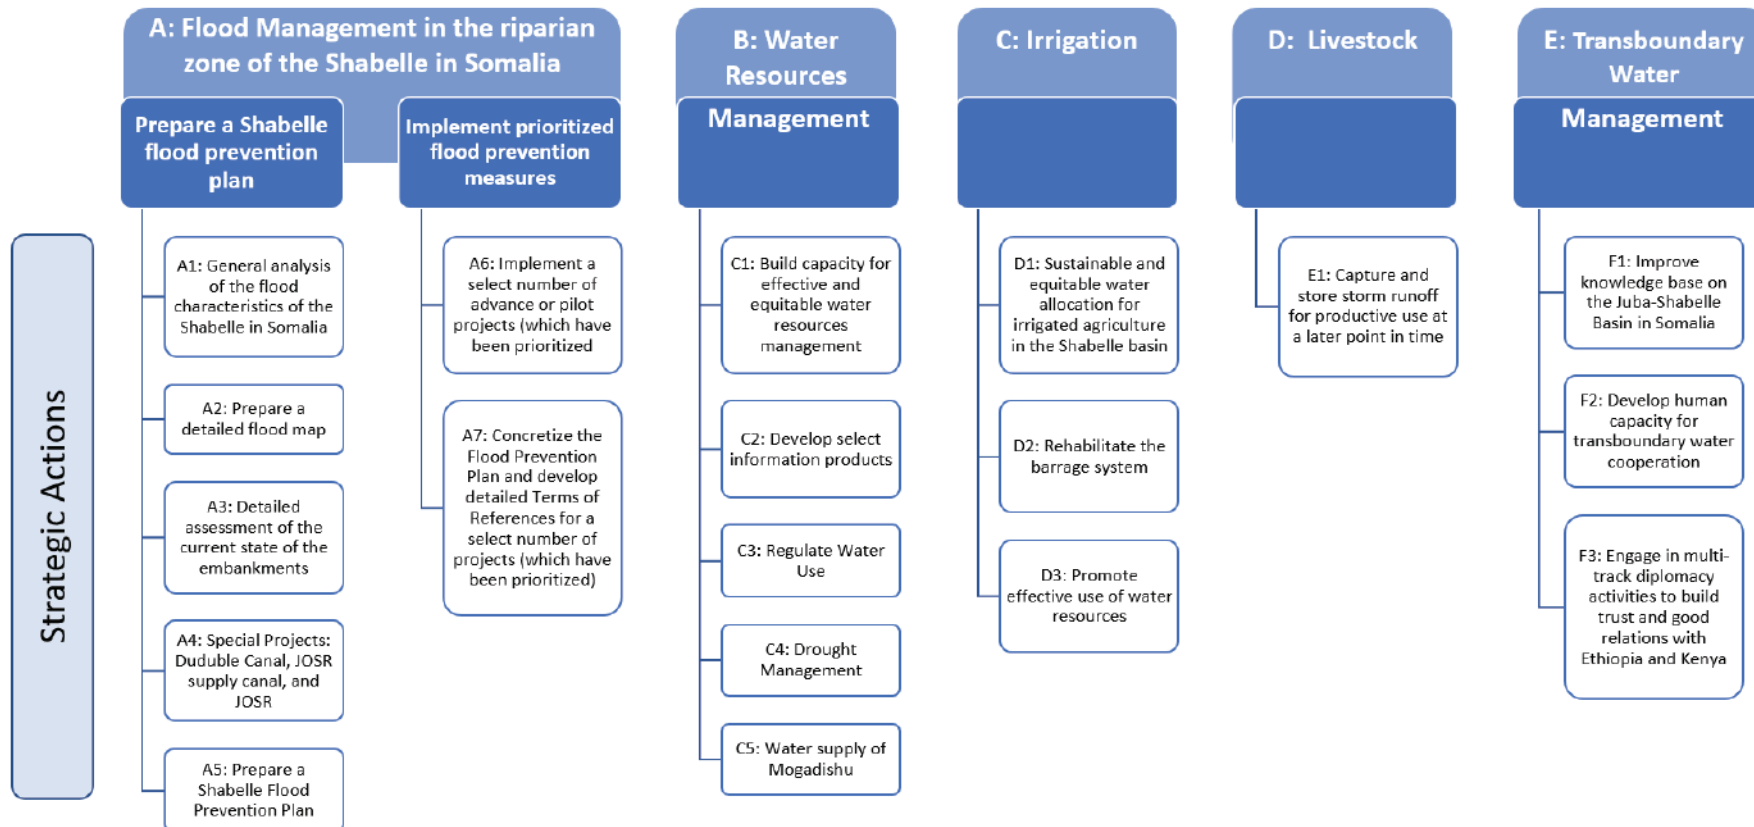 A: Flood Management in the riparian
zone of the Shabelle in Somalia
Prepare a Shabelle
flood prevention
plan
A1: General analysis
of the flood
characteristics of the
Shabelle in Somalia
A2: Prepare a
detailed flood map
A3: Detailed
assessment of the
current state of the
embankments
A4: Special Projects:
Duduble Canal, JOSR
supply canal, and
JOSR
A5: Prepare a
Shabelle Flood
Prevention Plan
Implement prioritized
flood prevention
measures
A6: Implement a
select number of
advance or pilot
projects (which have
been prioritized
A7: Concretize the
Flood Prevention
Plan and develop
detailed Terms of
References for a
select number of
projects (which have
been prioritized)
B: Water
Resources
Management
C1: Build capacity for
effective and
equitable water
resources
management
C2: Develop select
information products
C3: Regulate Water
Use
C4: Drought
Management
C5: Water supply of
Mogadishu
C: Irrigation
D1: Sustainable and
equitable water
allocation for
irrigated agriculture
in the Shabelle basin
D2: Rehabilitate the
barrage system
D3: Promote
effective use of water
resources
D: Livestock
E1: Capture and
store storm runoff
for productive use at
a later point in time
E: Transboundary
Water
Management
F1: Improve
knowledge base on
the Juba-Shabelle
Basin in Somalia
F2: Develop human
capacity for
transboundary water
cooperation
F3: Engage in multi-
track diplomacy
activities to build
trust and good
relations with
Ethiopia and Kenya
Strategic Actions